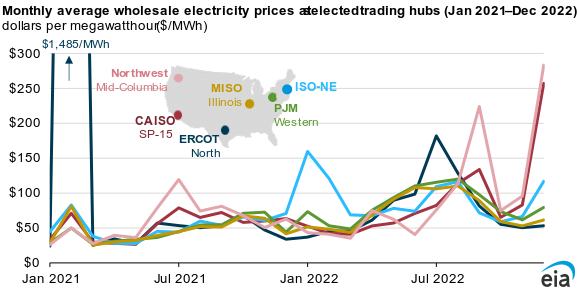 Monthly average wholesale electricity prices at selected trading hubs (Jan 2021–Dec 2022)
dollars per megawatthour ($/MWh)
$300
$1,485/MWh
$250
$200
$150
$100
$50
$0
Northwest
Mid-Columbia
MISO
Illinois
ISO-NE
PJM
Western
CAISO
SP-15
ERCOT
North
Jan 2021
Jul 2021
Jan 2022
Jul 2022
eia